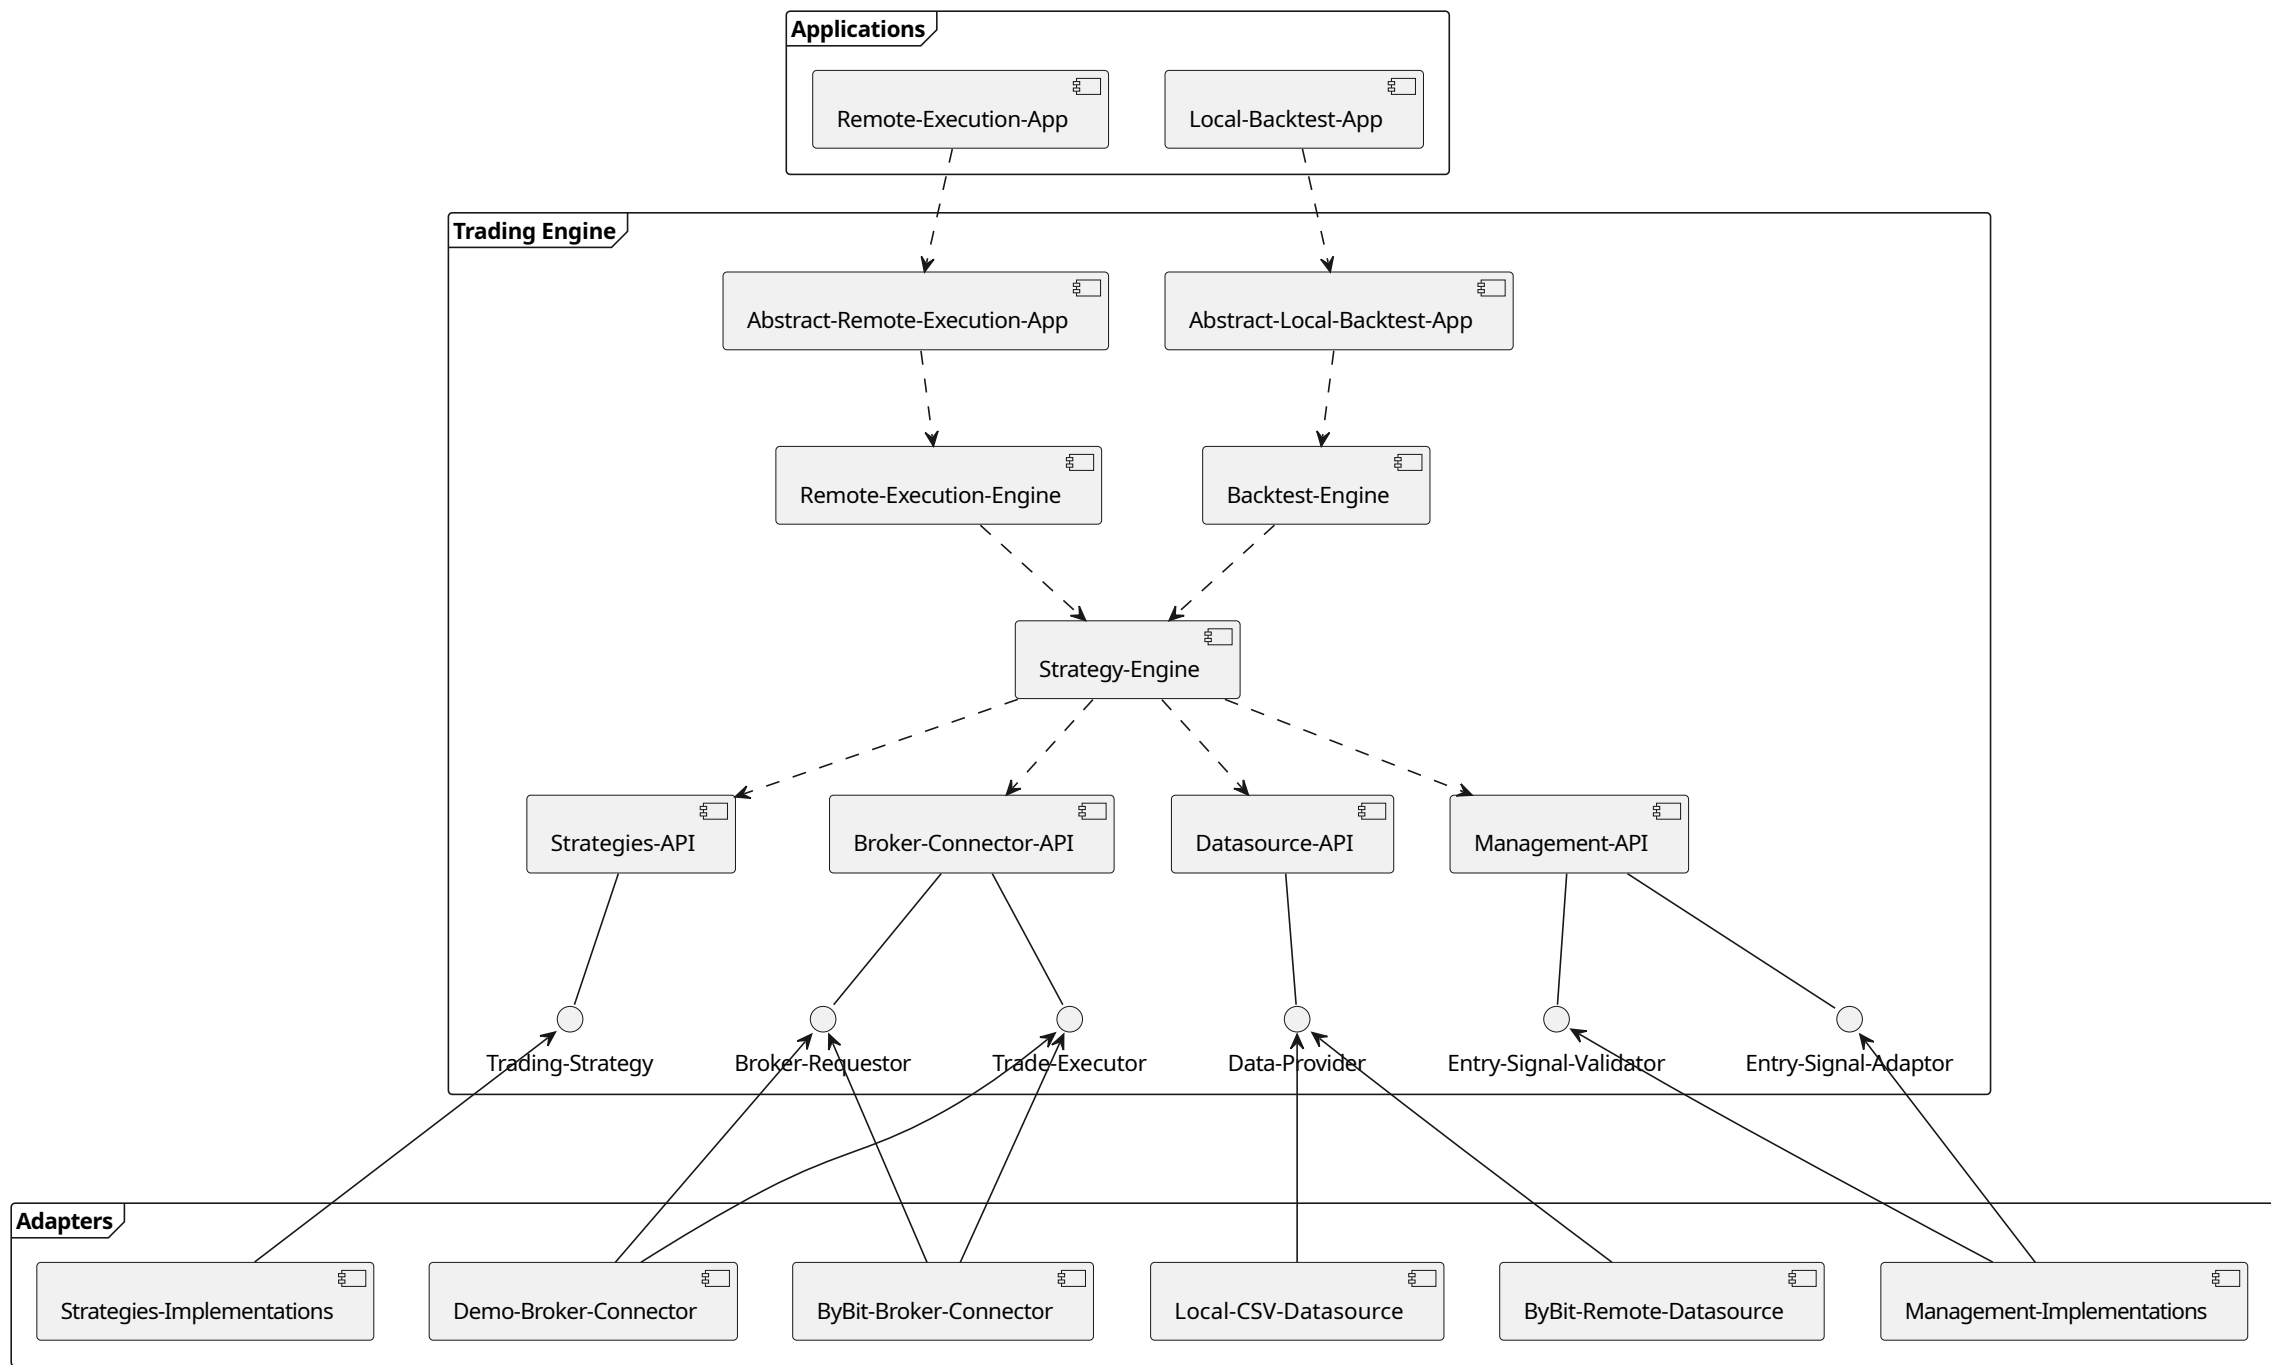 Applications
Remote-Execution-App
Local-Backtest-App
Trading Engine
Abstract-Remote-Execution-App
Abstract-Local-Backtest-App
Remote-Execution-Engine
Backtest-Engine
Strategy-Engine
Strategies-API
Broker-Connector-API
Datasource-API
Management-API
Trading-Strategy
Broker-Requestor
Trade-Executor
Data-Provider
Entry-Signal-Validator
Entry-Signal-Adaptor
Adapters
Strategies-Implementations
Demo-Broker-Connector
ByBit-Broker-Connector
Local-CSV-Datasource
ByBit-Remote-Datasource
Management-Implementations